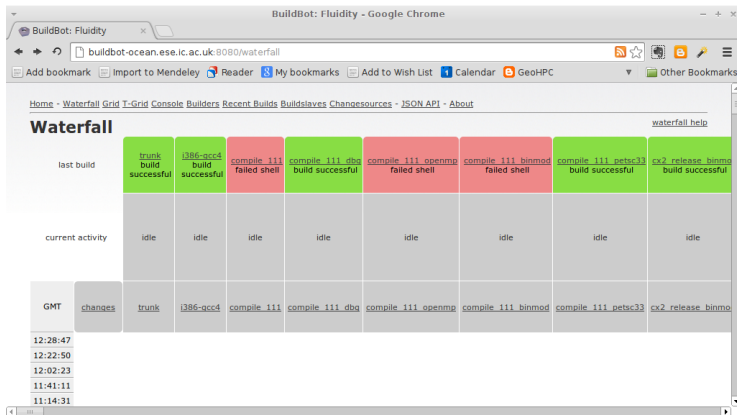 BuildBot: Fluidity - Google Chrome
BuildBot: Fluidity
buildbot-ocean.ese.ic.ac.uk:8080/waterfall
Add bookmark Import to Mendeley Reader My bookmarks Add to Wish List Calendar GeoHPC Other Bookmarks
Home - Waterfall Grid T-Grid Console Builders Recent Builds Buildslaves Changesources - JSON API - About
Waterfall
waterfall help
last build
trunk
build
successful
i386-gcc4
build
successful
compile_111
failed shell
compile_111_dbg
build successful
compile_111_openmp
failed shell
compile_111_binmod
failed shell
compile_111_petsc33
build successful
cx2_release_binmo
build successful
current activity idle idle idle idle idle idle idle idle
GMT changes trunk i386-gcc4 compile_111 compile_111_dbg compile_111_openmp compile_111_binmod compile_111_petsc33 cx2_release_binmo
12:28:47
12:22:50
12:02:23
11:41:11
11:14:31